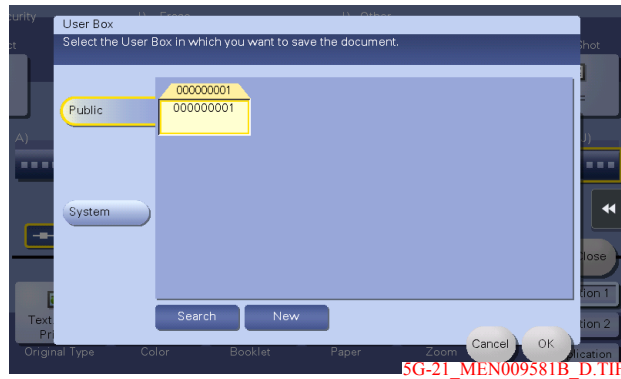 User Box
Select the User Box in which you want to save the document.
Public
000000001
000000001
System
Search
New
Cancel
OK
A)
Text
Original Type
Color
Booklet
Paper
Zoom
5G-21_MEN009581B_D.TIF